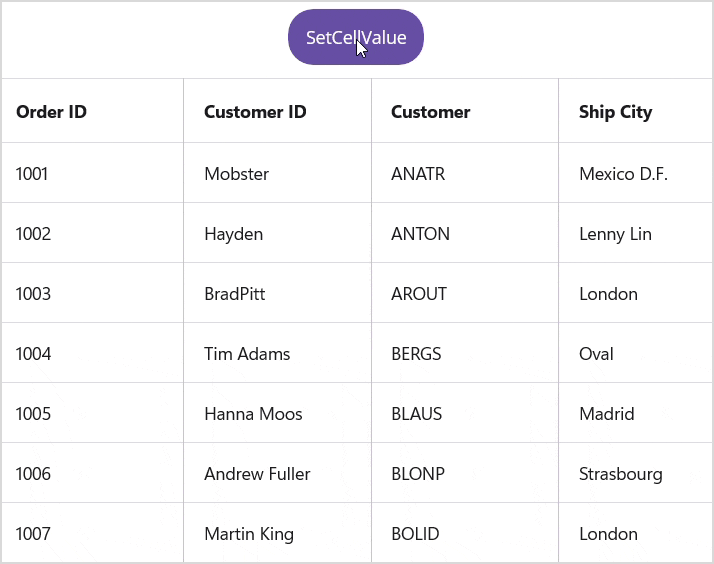 SetCellValue
Order ID Customer ID Customer Ship City
1001 Mobster ANATR Mexico D.F.
1002 Hayden ANTON Lenny Lin
1003 BradPitt AROUT London
1004 Tim Adams BERGS Oval
1005 Hanna Moos BLAUS Madrid
1006 Andrew Fuller BLONP Strasbourg
1007 Martin King BOLID London